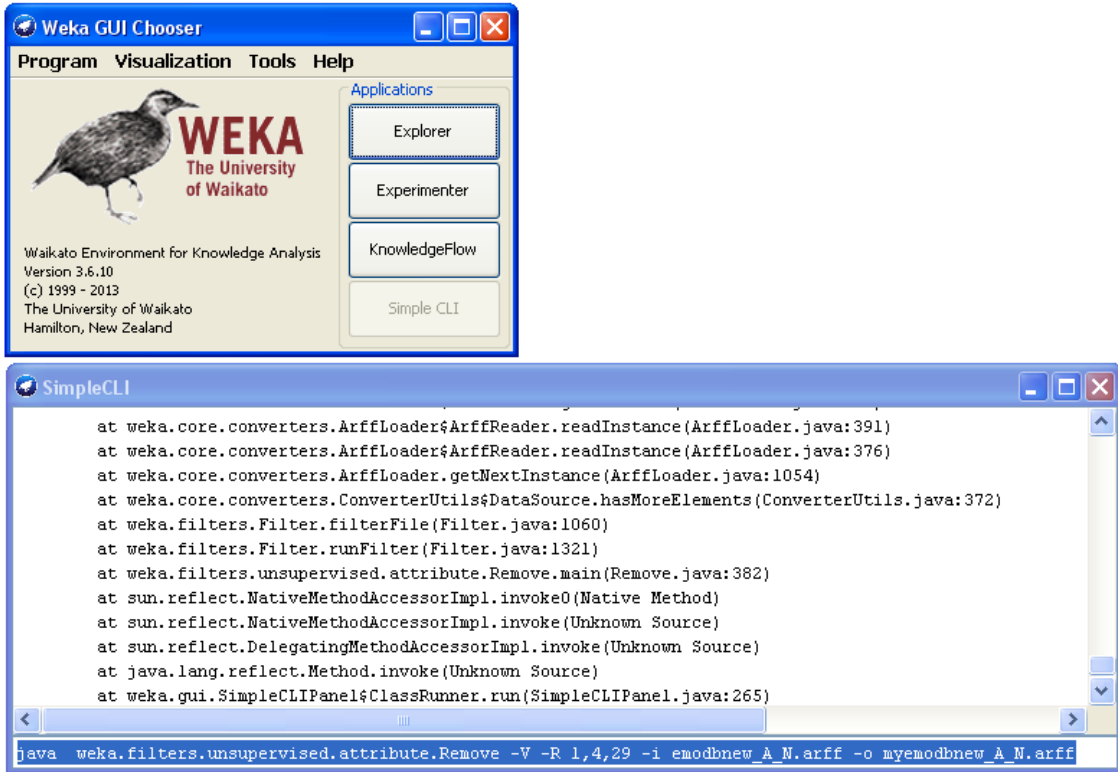 Weka GUI Chooser
Program Visualization Tools Help
Applications
WEKA
The University
of Waikato
Explorer
Experimenter
KnowledgeFlow
Simple CLI
Waikato Environment for Knowledge Analysis
Version 3.6.10
(c) 1999 - 2013
The University of Waikato
Hamilton, New Zealand
SimpleCLI
at weka.core.converters.ArffLoader$ArffReader.readInstance(ArffLoader.java:391)
at weka.core.converters.ArffLoader$ArffReader.readInstance(ArffLoader.java:376)
at weka.core.converters.ArffLoader.getNextInstance(ArffLoader.java:1054)
at weka.core.converters.ConverterUtils$DataSource.hasMoreElements(ConverterUtils.java:372)
at weka.filters.Filter.filterFile(Filter.java:1060)
at weka.filters.Filter.runFilter(Filter.java:1321)
at weka.filters.unsupervised.attribute.Remove.main(Remove.java:382)
at sun.reflect.NativeMethodAccessorImpl.invoke0(Native Method)
at sun.reflect.NativeMethodAccessorImpl.invoke(Unknown Source)
at sun.reflect.DelegatingMethodAccessorImpl.invoke(Unknown Source)
at java.lang.reflect.Method.invoke(Unknown Source)
at weka.gui.SimpleCLIPanel$ClassRunner.run(SimpleCLIPanel.java:265)
java  weka.filters.unsupervised.attribute.Remove -V -R 1,4,29 -i emodbnew_A_N.arff -o myemodbnew_A_N.arff